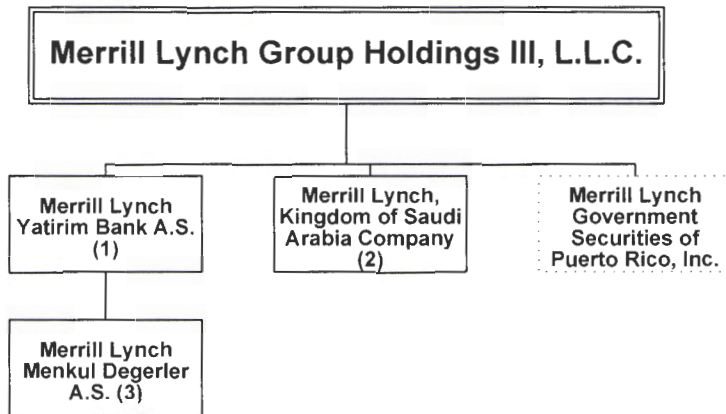 Merrill Lynch Group Holdings III, L.L.C.
Merrill Lynch
Yatirim Bank A.S.
(1)
Merrill Lynch,
Kingdom of Saudi
Arabia Company
(2)
Merrill Lynch
Government
Securities of
Puerto Rico, Inc.
Merrill Lynch
Menkul Degerler
A.S. (3)